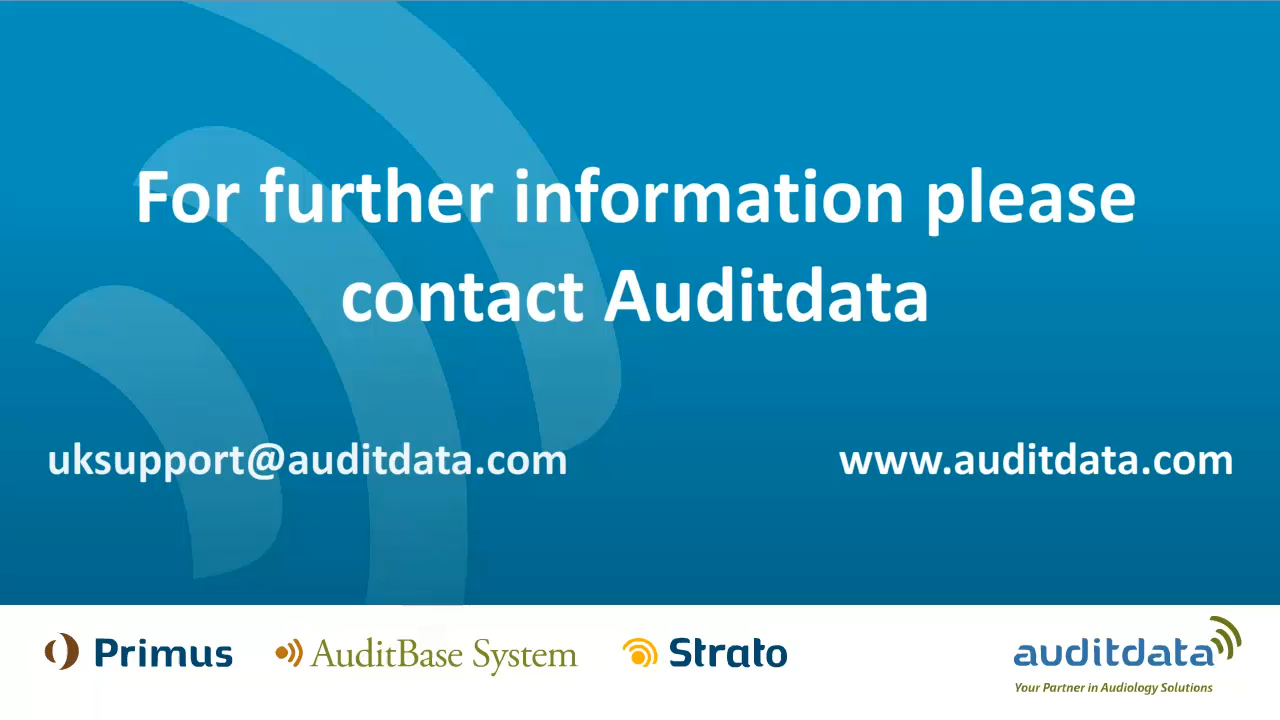 For further information please
contact Auditdata
uksupport@auditdata.com
www.auditdata.com
Primus
AuditBase System
Strato
auditdata
Your Partner in Audiology Solutions